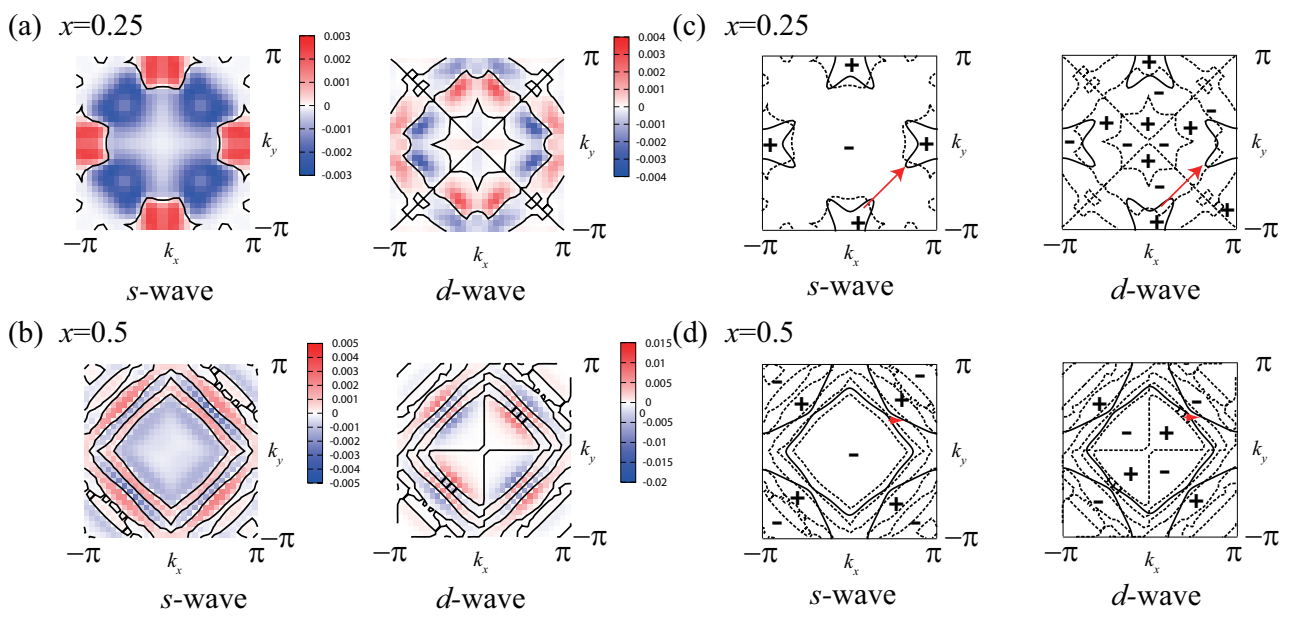 (a) x=0.25
π
k_y
−π
−π
k_x
π
s-wave
0.003
0.002
0.001
0
-0.001
-0.002
-0.003
π
k_y
−π
−π
k_x
π
d-wave
0.004
0.003
0.002
0.001
0
-0.001
-0.002
-0.003
-0.004
(b) x=0.5
π
k_y
−π
−π
k_x
π
s-wave
0.005
0.004
0.003
0.002
0.001
0
-0.001
-0.002
-0.003
-0.004
-0.005
π
k_y
−π
−π
k_x
π
d-wave
0.015
0.01
0.005
0
-0.005
-0.01
-0.015
-0.02
(c) x=0.25
π
+
k_y
+ - +
+
−π
−π
k_x
π
s-wave
π
+
-
-
+ + +
- - -
k_y
+
-
+ +
−π
−π
k_x
π
d-wave
(d) x=0.5
π
- -
+ +
k_y
-
+ +
- -
−π
−π
k_x
π
s-wave
π
+ -
- +
k_y
+ -
- +
−π
−π
k_x
π
d-wave